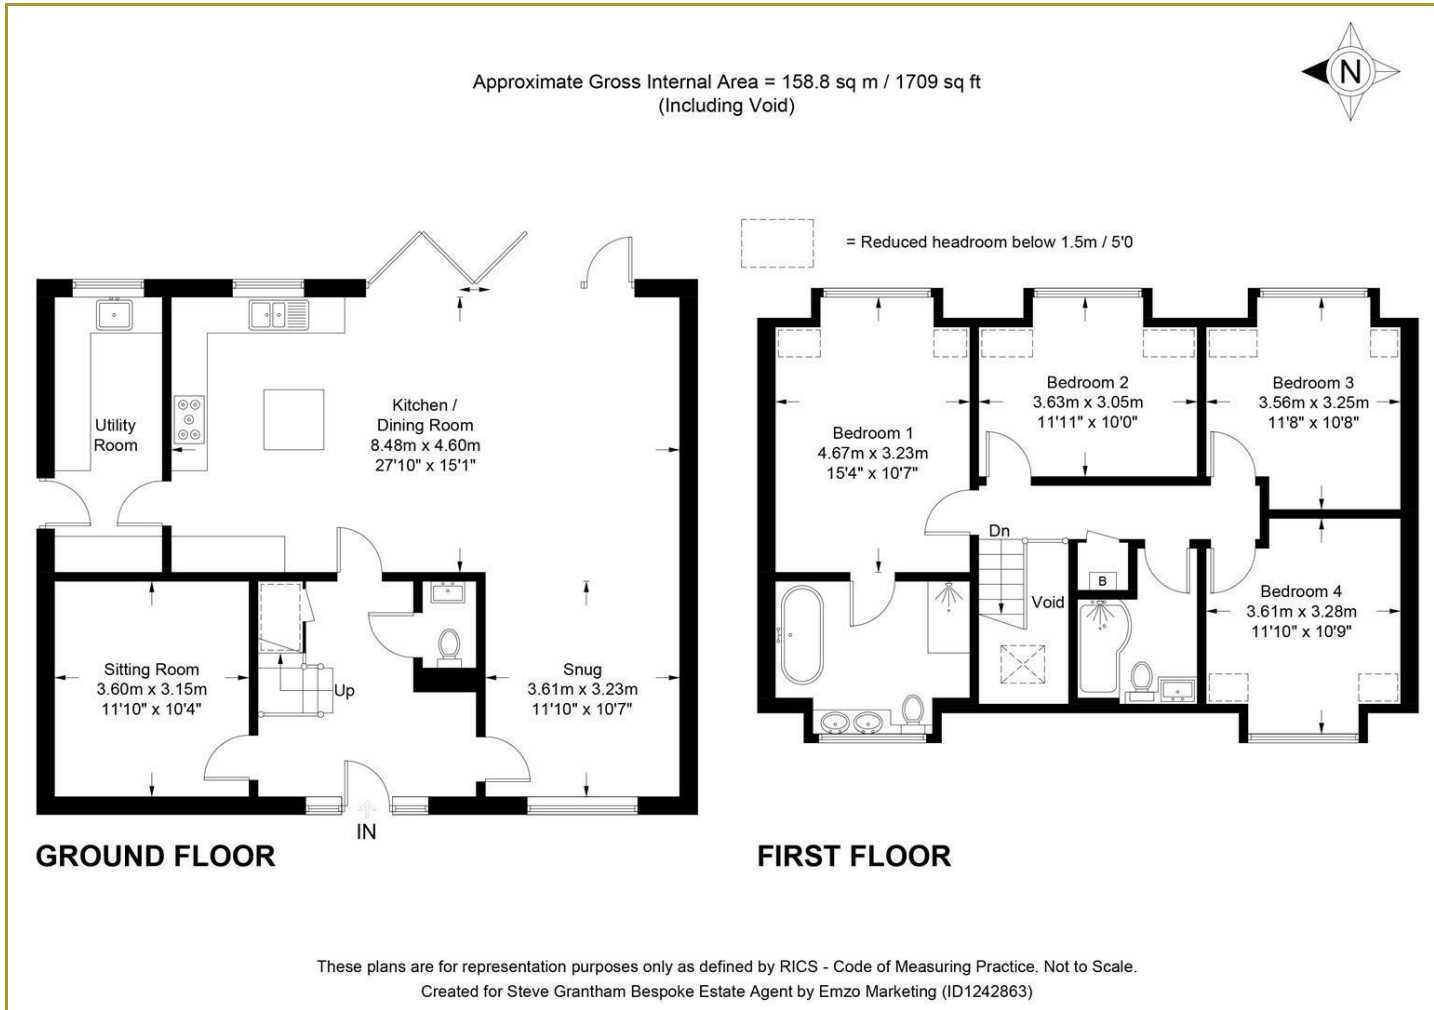 Approximate Gross Internal Area = 158.8 sq m / 1709 sq ft
(Including Void)
N
= Reduced headroom below 1.5m / 5'0
Utility
Room
Kitchen /
Dining Room
8.48m x 4.60m
27'10" x 15'1"
Sitting Room
3.60m x 3.15m
11'10" x 10'4"
Up
Snug
3.61m x 3.23m
11'10" x 10'7"
IN
GROUND FLOOR
Bedroom 1
4.67m x 3.23m
15'4" x 10'7"
Bedroom 2
3.63m x 3.05m
11'11" x 10'0"
Bedroom 3
3.56m x 3.25m
11'8" x 10'8"
Dn
Void
B
Bedroom 4
3.61m x 3.28m
11'10" x 10'9"
FIRST FLOOR
These plans are for representation purposes only as defined by RICS - Code of Measuring Practice. Not to Scale.
Created for Steve Grantham Bespoke Estate Agent by Emzo Marketing (ID1242863)